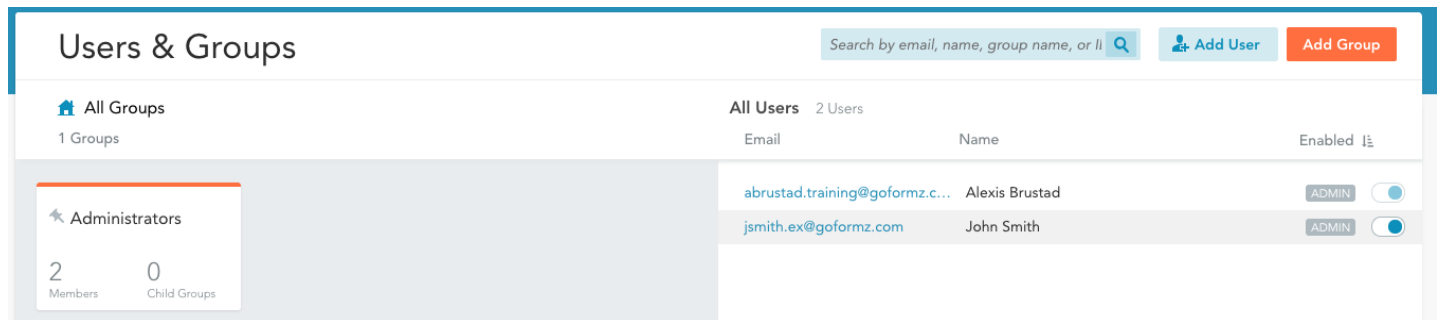 Users & Groups
Search by email, name, group name, or
Add User
Add Group
All Groups
1 Groups
All Users 2 Users
Email Name Enabled
Administrators
2 0
Members Child Groups
abrustad.training@goformz.c... Alexis Brustad ADMIN
jsmith.ex@goformz.com John Smith ADMIN